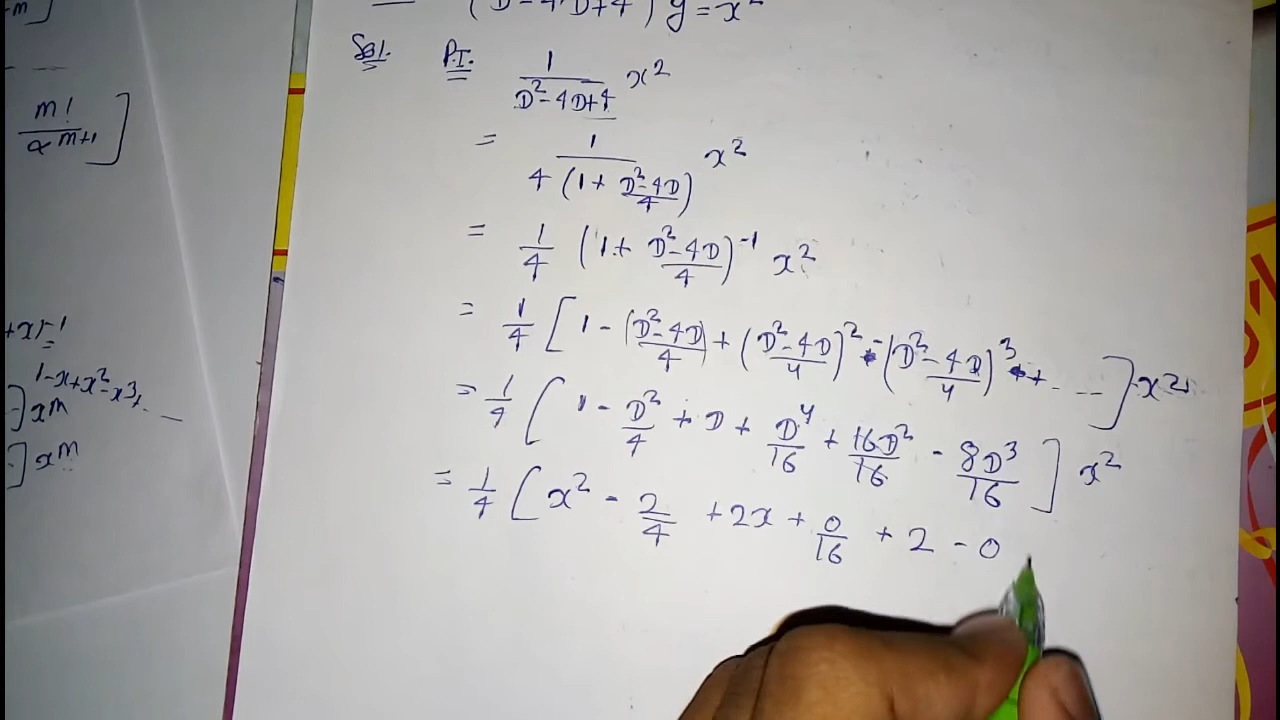 m]
m!/α^(m+1) ]
+x)^-1
1-x+x²-x³+...
]x^m
]x^m
(D²-4D+4) y = x²
Sol. P.I. 1/(D²-4D+4) x²
= 1/(4(1+(D²-4D)/4)) x²
= 1/4 (1+(D²-4D)/4)^-1 x²
= 1/4 [1-(D²-4D)/4+((D²-4D)/4)²-((D²-4D)/4)³+...]x²
= 1/4 [1-D²/4+D+D⁴/16+16D²/16-8D³/16] x²
= 1/4 [x²-2/4+2x+0/16+2-0